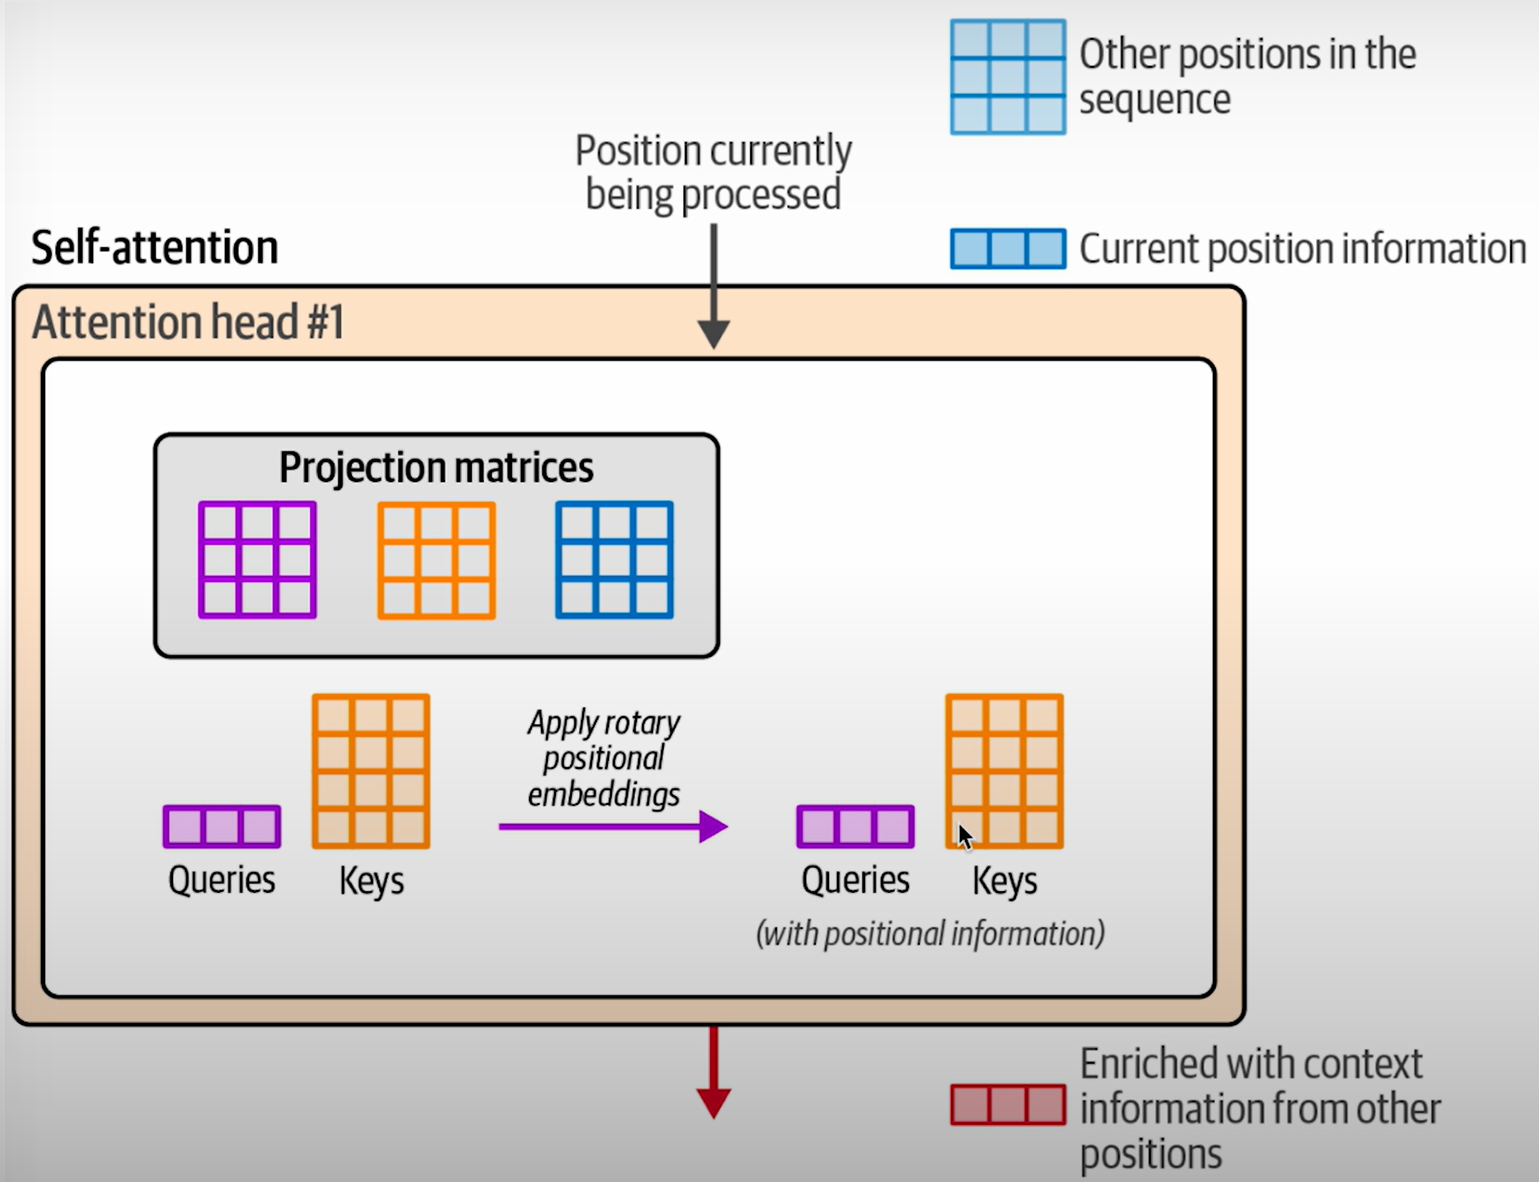 Other positions in the
sequence
Position currently
being processed
Self-attention
Current position information
Attention head #1
Projection matrices
Apply rotary
positional
embeddings
Queries
Keys
Queries
Keys
(with positional information)
Enriched with context
information from other
positions